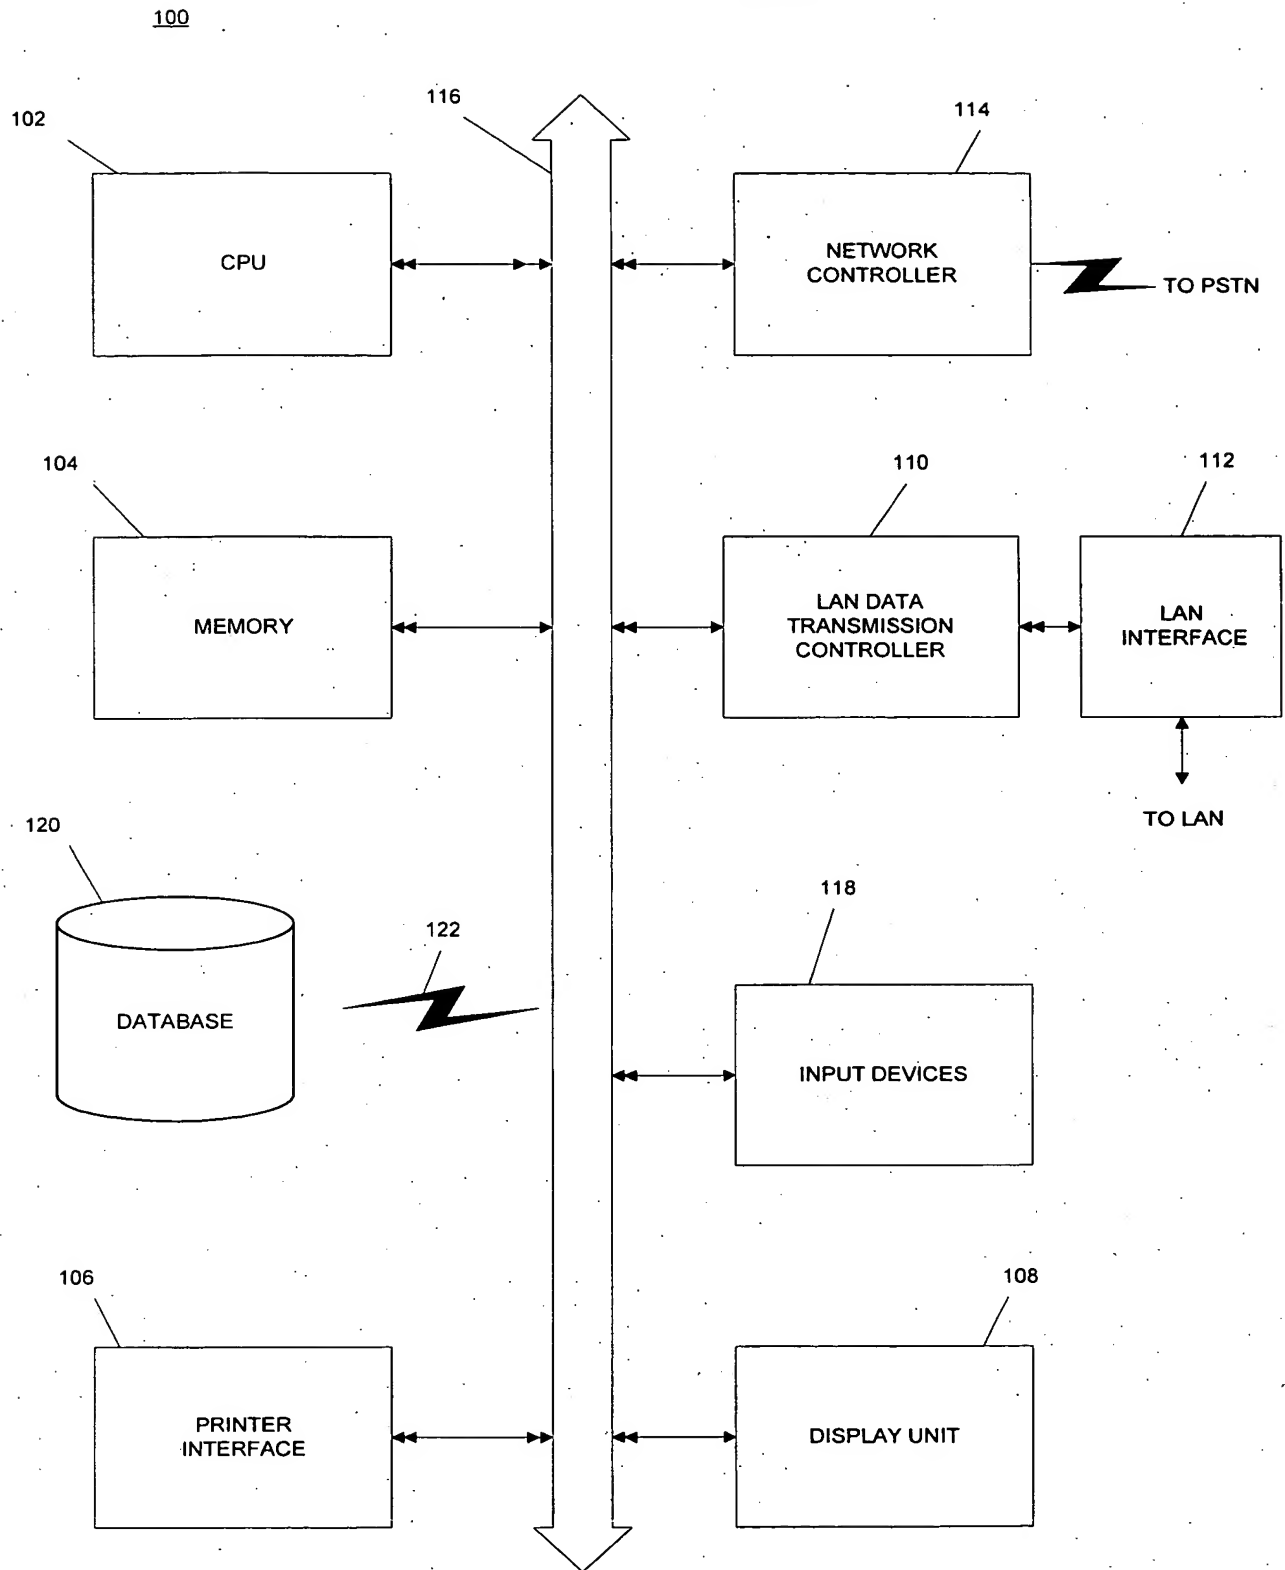 100
116
114
102
CPU
NETWORK
CONTROLLER
TO PSTN
104
110
112
MEMORY
LAN DATA
TRANSMISSION
CONTROLLER
LAN
INTERFACE
TO LAN
120
118
122
DATABASE
INPUT DEVICES
106
108
PRINTER
INTERFACE
DISPLAY UNIT